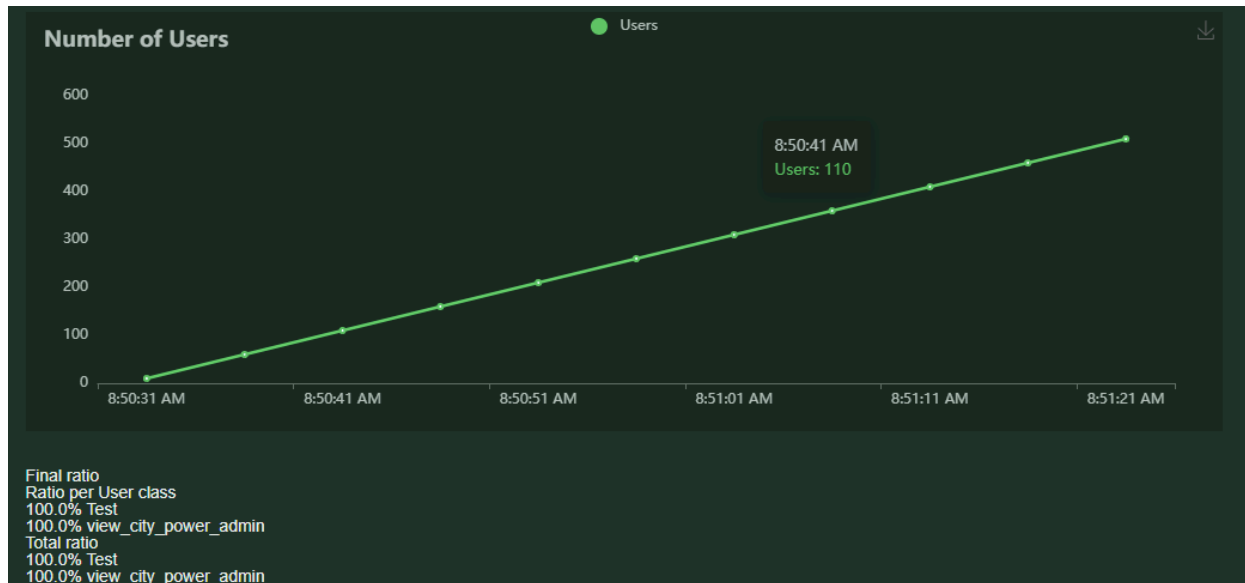 Users
Number of Users
600
500
8:50:41 AM
Users: 110
400
300
200
100
0
8:50:31 AM 8:50:41 AM 8:50:51 AM 8:51:01 AM 8:51:11 AM 8:51:21 AM
Final ratio
Ratio per User class
100.0% Test
100.0% view_city_power_admin
Total ratio
100.0% Test
100.0% view_city_power_admin